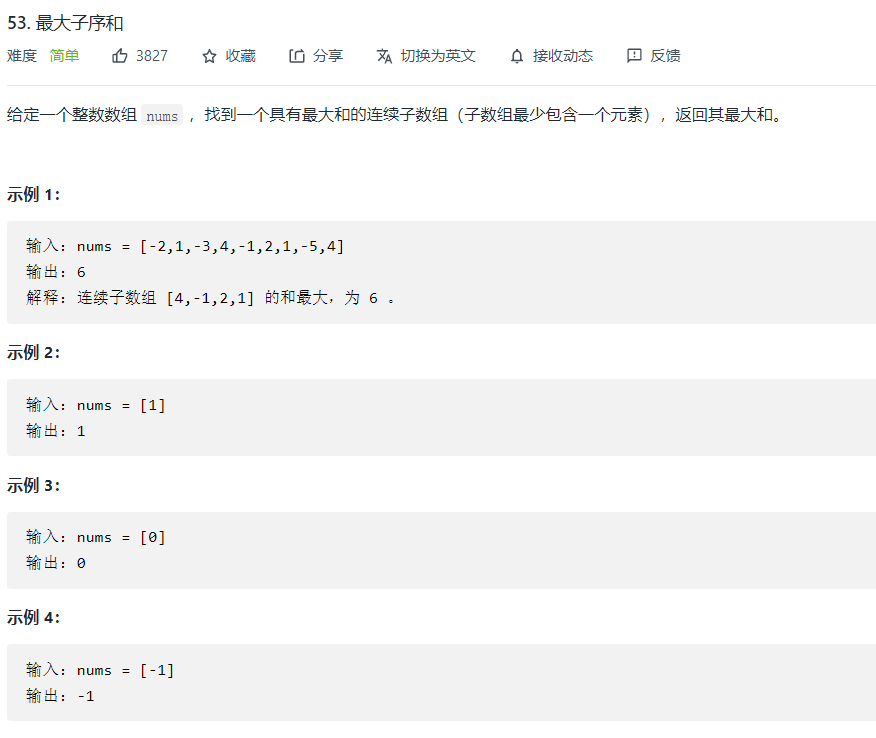 53. 最大子序和
难度 简单 3827 收藏 分享 切换为英文 接收动态 反馈
给定一个整数数组 nums ，找到一个具有最大和的连续子数组（子数组最少包含一个元素），返回其最大和。
示例 1:
输入：nums = [-2,1,-3,4,-1,2,1,-5,4]
输出：6
解释：连续子数组 [4,-1,2,1] 的和最大，为 6 。
示例 2:
输入：nums = [1]
输出：1
示例 3:
输入：nums = [0]
输出：0
示例 4:
输入：nums = [-1]
输出：-1